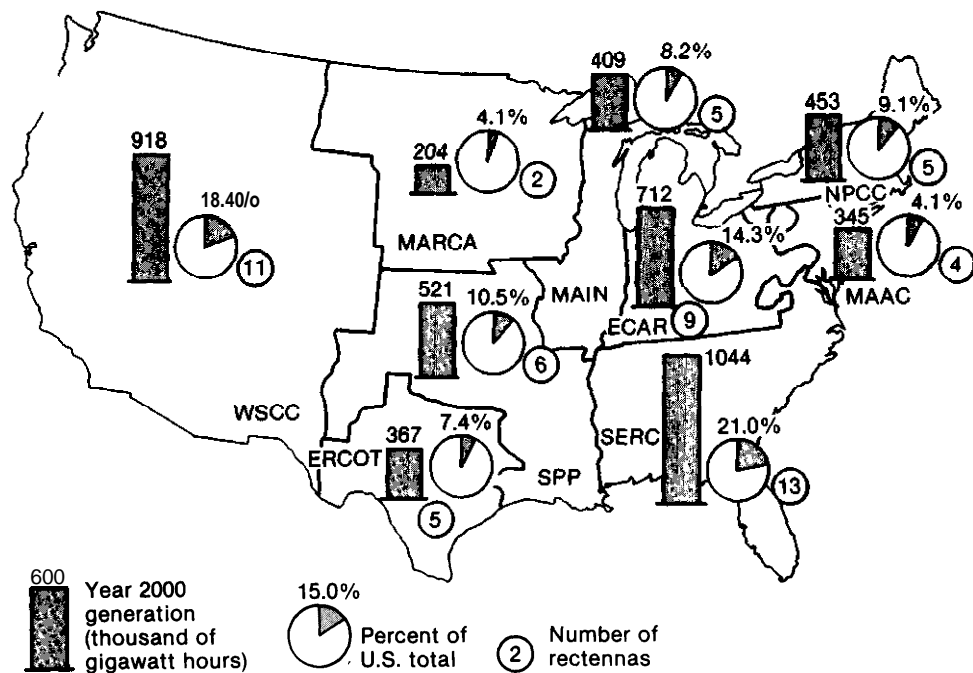 409
8.2%
5
453
9.1%
5
NPCC
918
18.40/o
11
204
4.1%
2
MARCA
712
14.3%
ECAR
9
345
4.1%
4
MAAC
521
10.5%
6
MAIN
WSCC
ERCOT
367
7.4%
5
SPP
SERC
1044
21.0%
13
600
Year 2000
generation
(thousand of
gigawatt hours)
15.0%
Percent of
U.S. total
2
Number of
rectennas